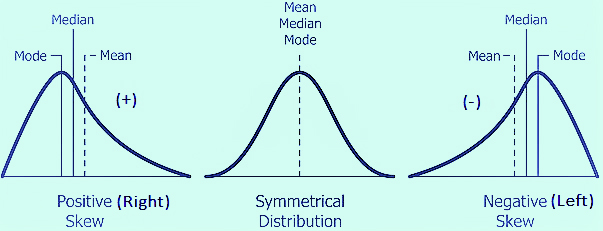 Median
Mode
Mean
(+)
Positive (Right)
Skew
Mean
Median
Mode
Symmetrical
Distribution
Median
Mean
Mode
(-)
Negative (Left)
Skew